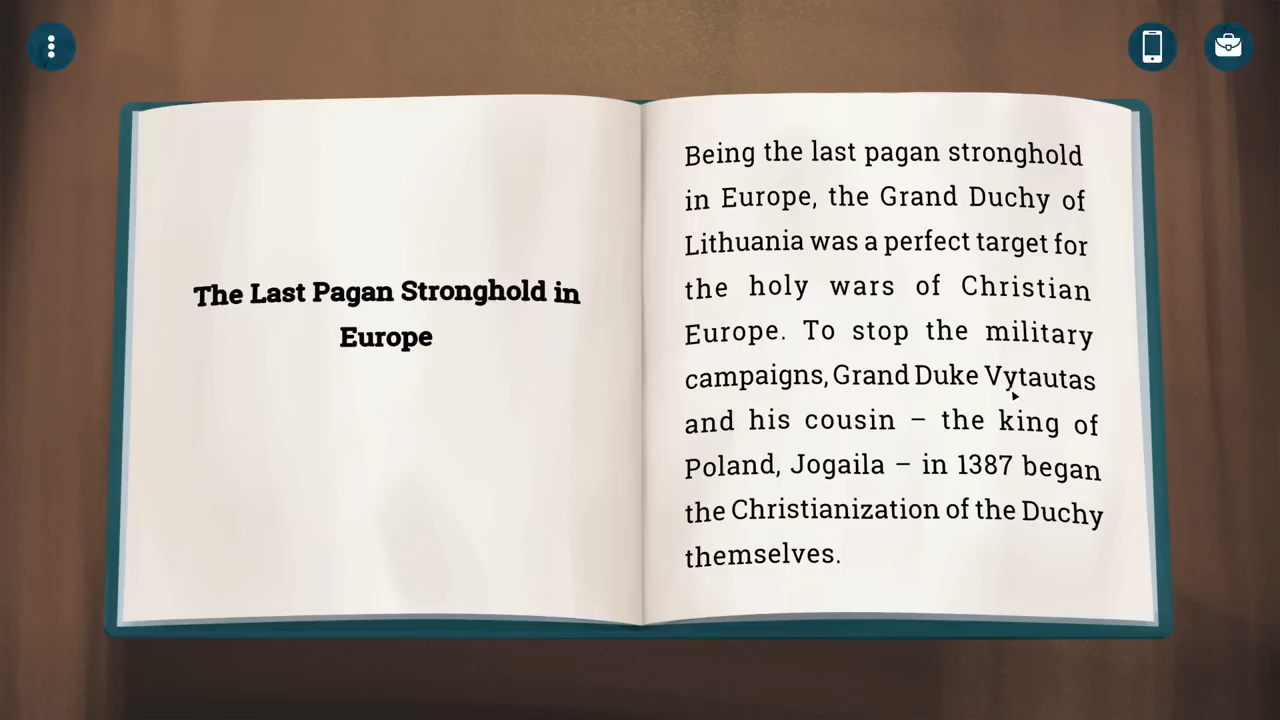 The Last Pagan Stronghold in
Europe
Being the last pagan stronghold
in Europe, the Grand Duchy of
Lithuania was a perfect target for
the holy wars of Christian
Europe. To stop the military
campaigns, Grand Duke Vytautas
and his cousin – the king of
Poland, Jogaila – in 1387 began
the Christianization of the Duchy
themselves.